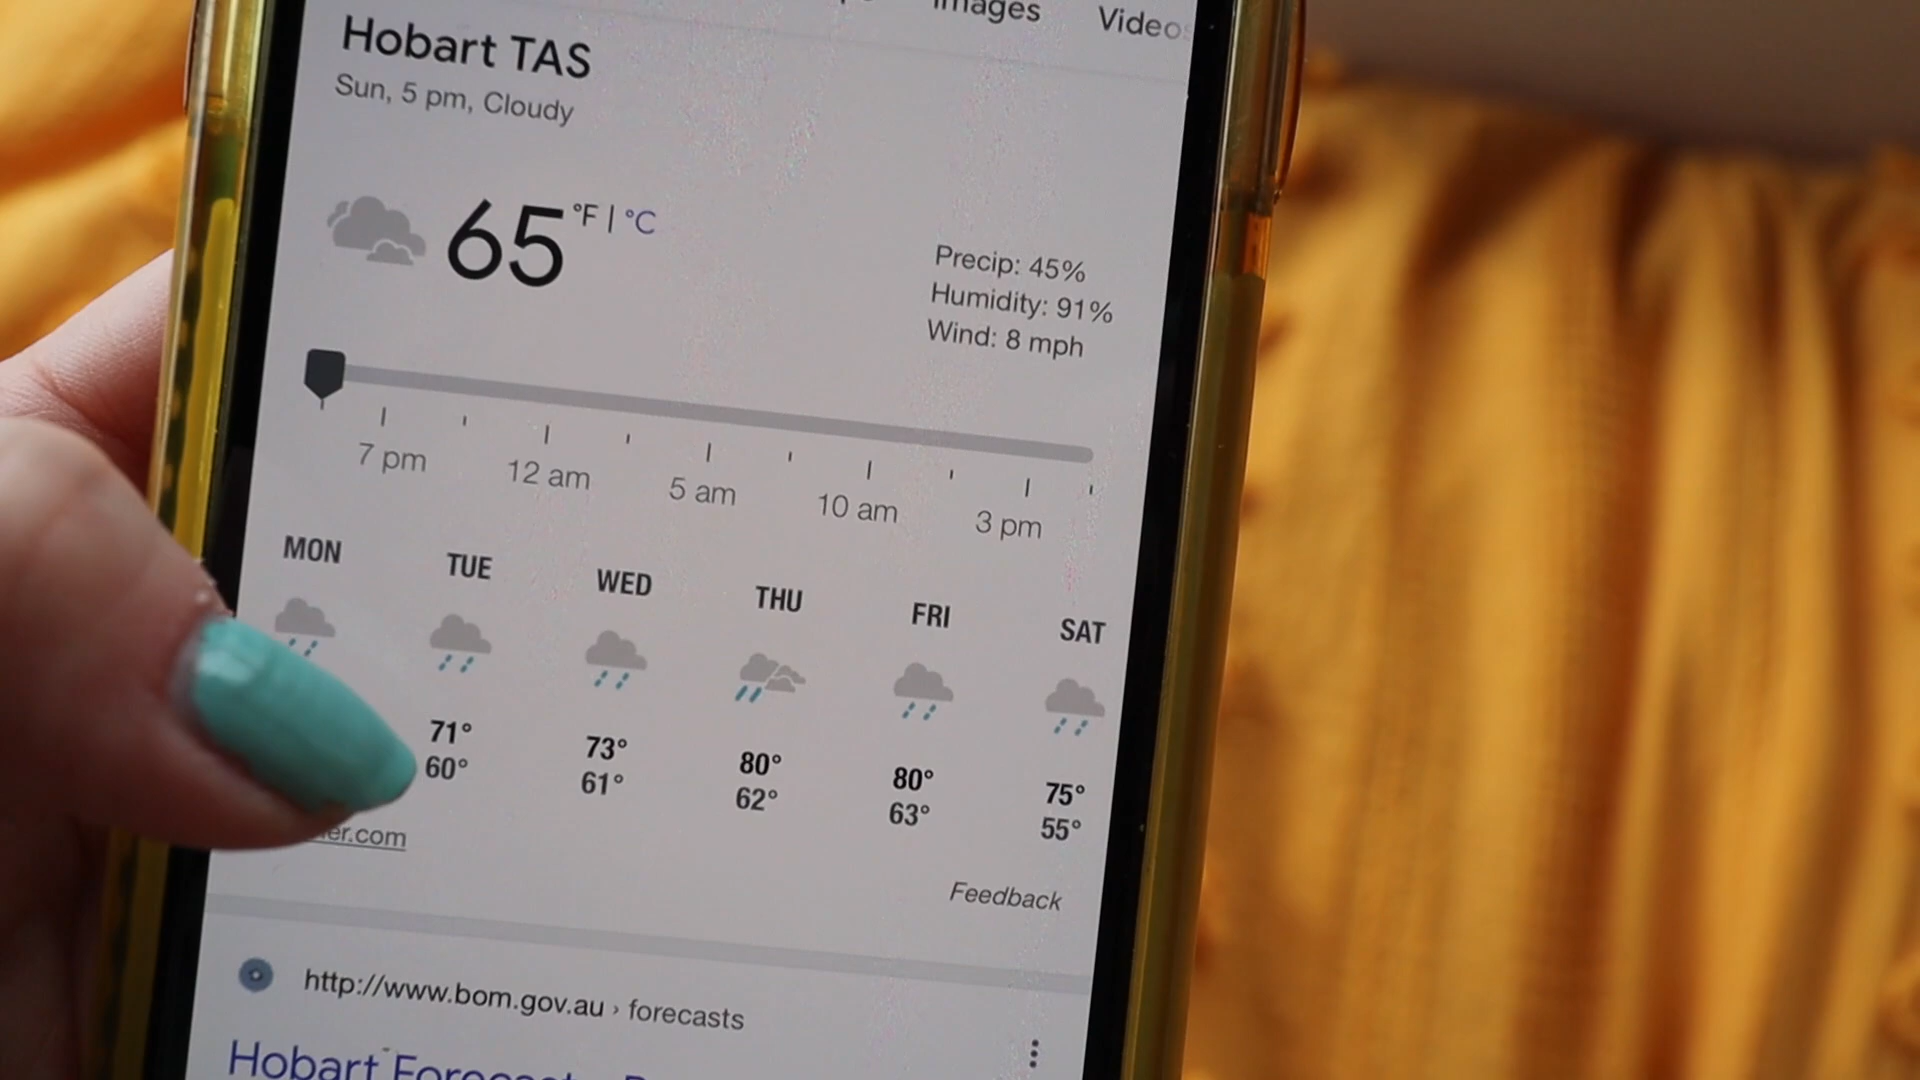 Images Videos
Hobart TAS
Sun, 5 pm, Cloudy
65 °F | °C
Precip: 45%
Humidity: 91%
Wind: 8 mph
7 pm 12 am 5 am 10 am 3 pm
MON TUE WED THU FRI SAT
71° 73° 80° 80° 75°
60° 61° 62° 63° 55°
er.com
Feedback
http://www.bom.gov.au › forecasts
Hobart Forecast